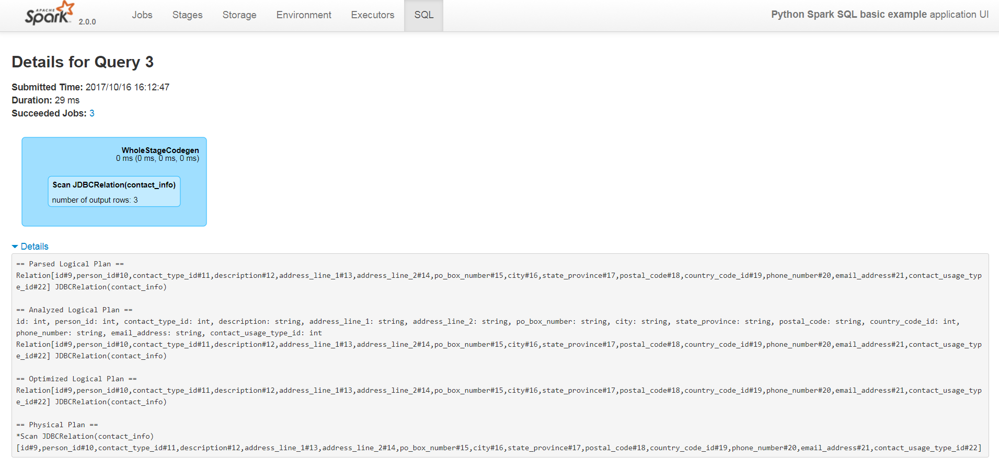 APACHE
Spark 2.0.0
Jobs Stages Storage Environment Executors SQL Python Spark SQL basic example application UI
Details for Query 3
Submitted Time: 2017/10/16 16:12:47
Duration: 29 ms
Succeeded Jobs: 3
WholeStageCodegen
0 ms (0 ms, 0 ms, 0 ms)
Scan JDBCRelation(contact_info)
number of output rows: 3
Details
== Parsed Logical Plan ==
Relation[id#9,person_id#10,contact_type_id#11,description#12,address_line_1#13,address_line_2#14,po_box_number#15,city#16,state_province#17,postal_code#18,country_code_id#19,phone_number#20,email_address#21,contact_usage_typ
e_id#22] JDBCRelation(contact_info)
== Analyzed Logical Plan ==
id: int, person_id: int, contact_type_id: int, description: string, address_line_1: string, address_line_2: string, po_box_number: string, city: string, state_province: string, postal_code: string, country_code_id: int,
phone_number: string, email_address: string, contact_usage_type_id: int
Relation[id#9,person_id#10,contact_type_id#11,description#12,address_line_1#13,address_line_2#14,po_box_number#15,city#16,state_province#17,postal_code#18,country_code_id#19,phone_number#20,email_address#21,contact_usage_typ
e_id#22] JDBCRelation(contact_info)
== Optimized Logical Plan ==
Relation[id#9,person_id#10,contact_type_id#11,description#12,address_line_1#13,address_line_2#14,po_box_number#15,city#16,state_province#17,postal_code#18,country_code_id#19,phone_number#20,email_address#21,contact_usage_typ
e_id#22] JDBCRelation(contact_info)
== Physical Plan ==
*Scan JDBCRelation(contact_info)
[id#9,person_id#10,contact_type_id#11,description#12,address_line_1#13,address_line_2#14,po_box_number#15,city#16,state_province#17,postal_code#18,country_code_id#19,phone_number#20,email_address#21,contact_usage_type_id#22]